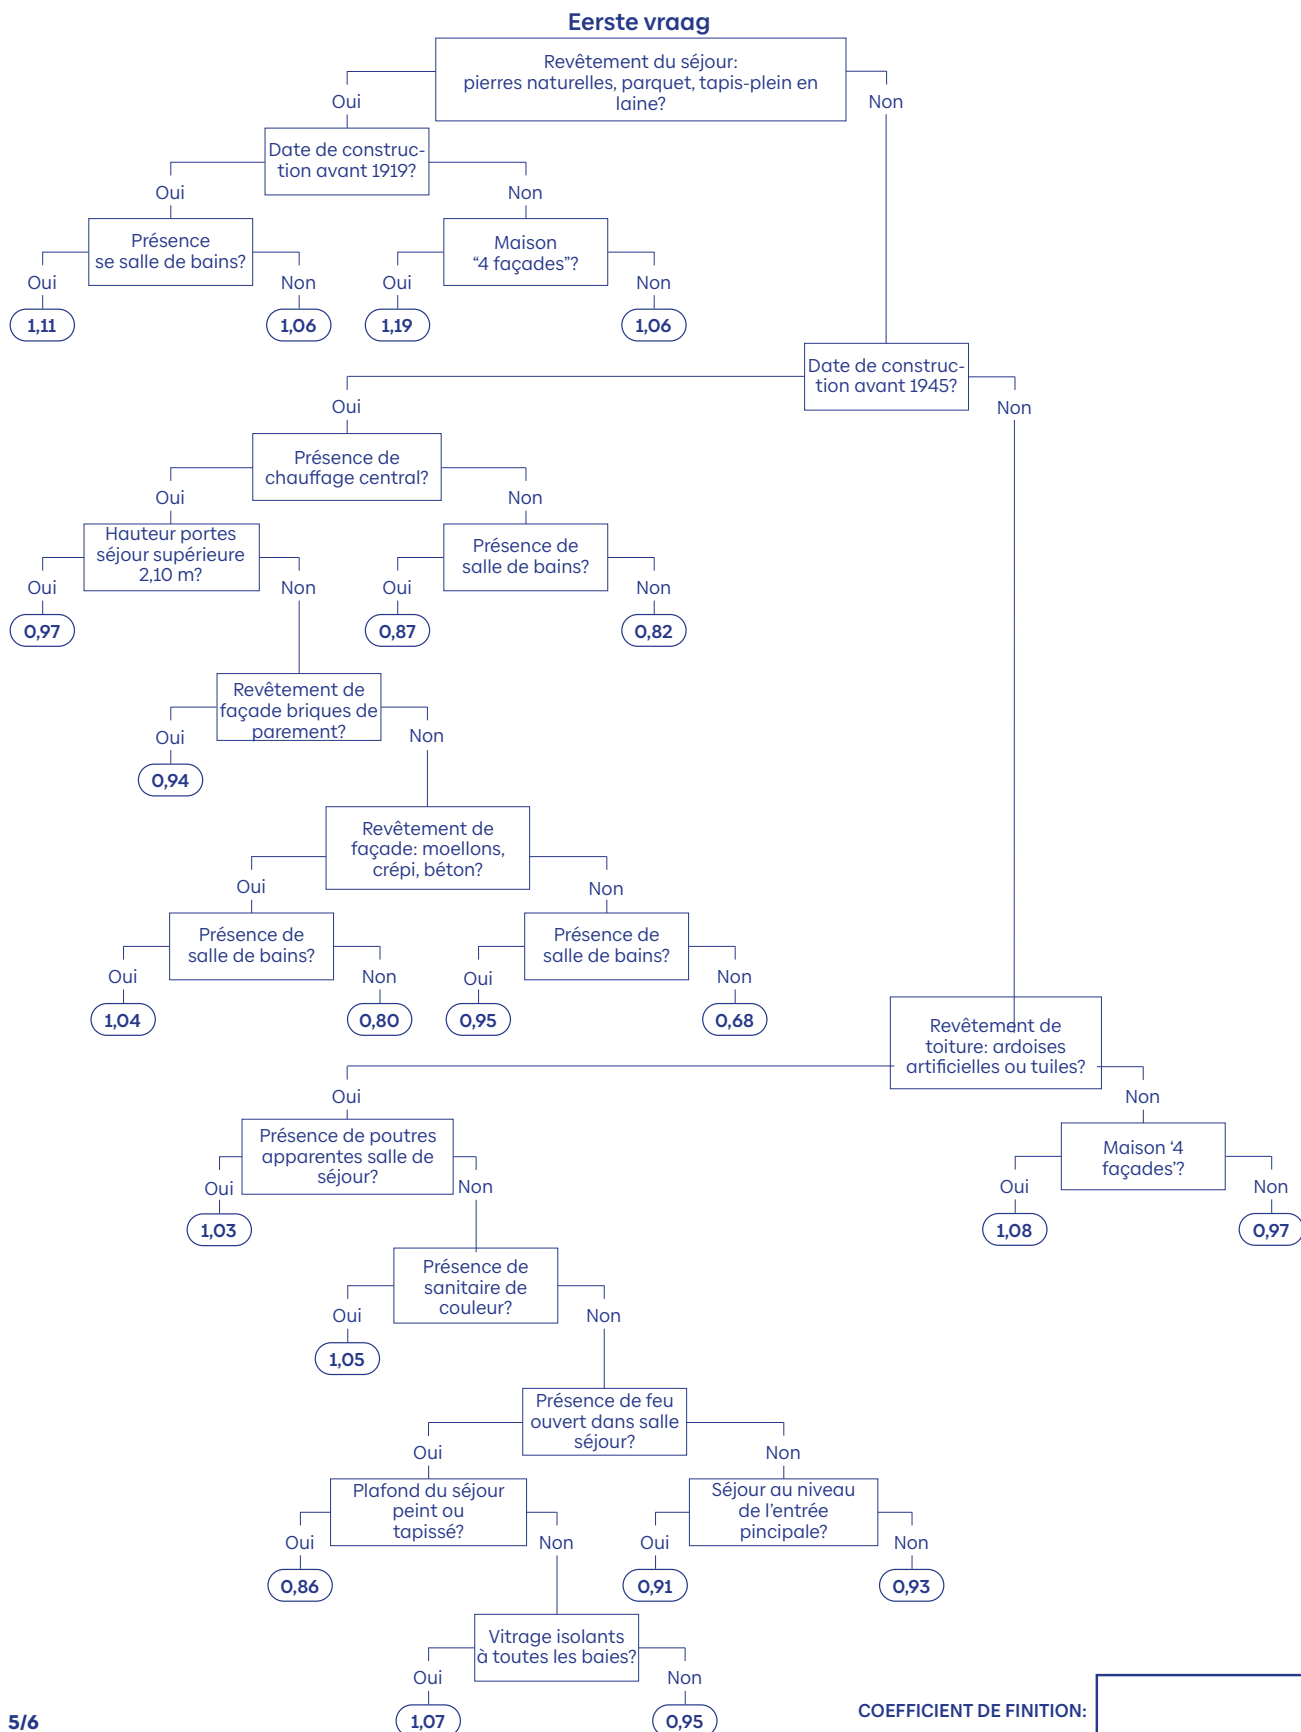 Eerste vraag
Revêtement du séjour:
pierres naturelles, parquet, tapis-plein en
laine?
Oui
Non
Date de construc-
tion avant 1919?
Oui
Non
Présence
se salle de bains?
Maison
“4 façades”?
Oui
Non
Oui
Non
1,11
1,06
1,19
1,06
Date de construc-
tion avant 1945?
Oui
Non
Présence de
chauffage central?
Oui
Non
Hauteur portes
séjour supérieure
2,10 m?
Présence de
salle de bains?
Oui
Non
Oui
Non
0,97
0,87
0,82
Revêtement de
façade briques de
parement?
Oui
Non
0,94
Revêtement de
façade: moellons,
crépi, béton?
Oui
Non
Présence de
salle de bains?
Présence de
salle de bains?
Oui
Non
Oui
Non
1,04
0,80
0,95
0,68
Revêtement de
toiture: ardoises
artificielles ou tuiles?
Oui
Non
Présence de poutres
apparentes salle de
séjour?
Maison ‘4
façades’?
Oui
Non
Oui
Non
1,03
1,08
0,97
Présence de
sanitaire de
couleur?
Oui
Non
1,05
Présence de feu
ouvert dans salle
séjour?
Oui
Non
Plafond du séjour
peint ou
tapissé?
Séjour au niveau
de l’entrée
pincipale?
Oui
Non
Oui
Non
0,86
0,91
0,93
Vitrage isolants
à toutes les baies?
Oui
Non
1,07
0,95
COEFFICIENT DE FINITION:
5/6